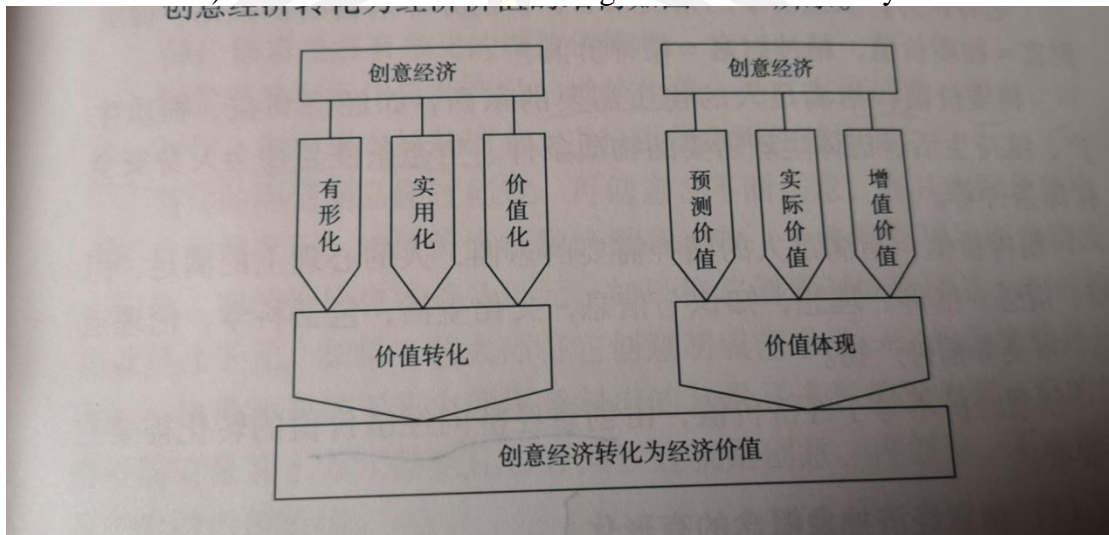 创意经济
创意经济
有形化
实用化
价值化
预测价值
实际价值
增值价值
价值转化
价值体现
创意经济转化为经济价值